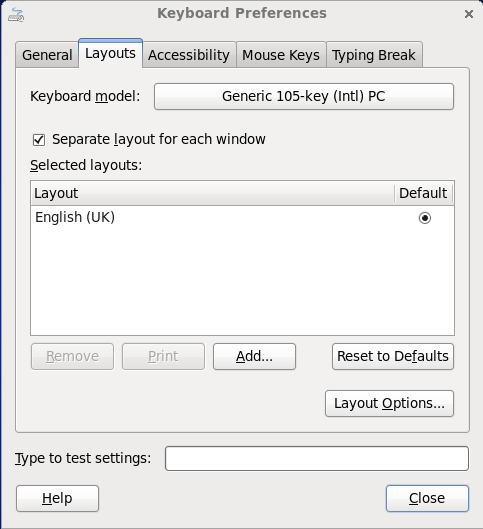 Keyboard Preferences
General Layouts Accessibility Mouse Keys Typing Break
Keyboard model: Generic 105-key (Intl) PC
Separate layout for each window
Selected layouts:
Layout Default
English (UK)
Remove Print Add... Reset to Defaults
Layout Options...
Type to test settings:
Help Close